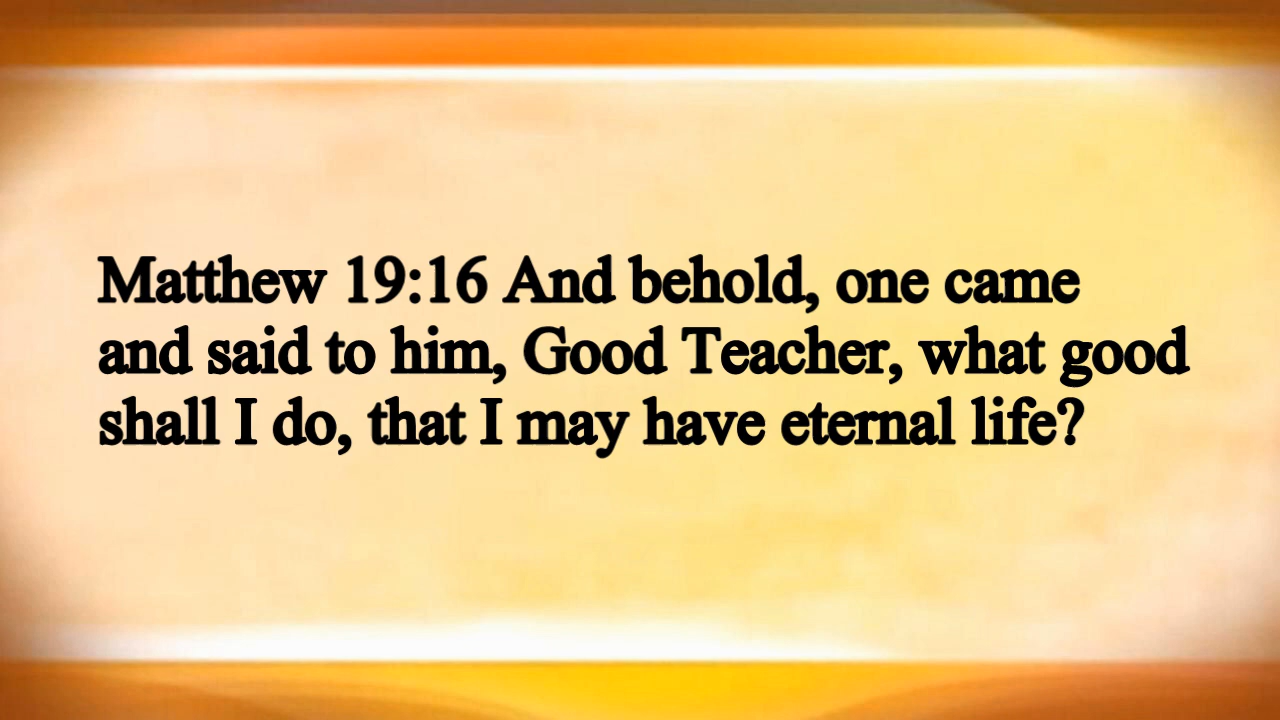 Matthew 19:16 And behold, one came
and said to him, Good Teacher, what good
shall I do, that I may have eternal life?